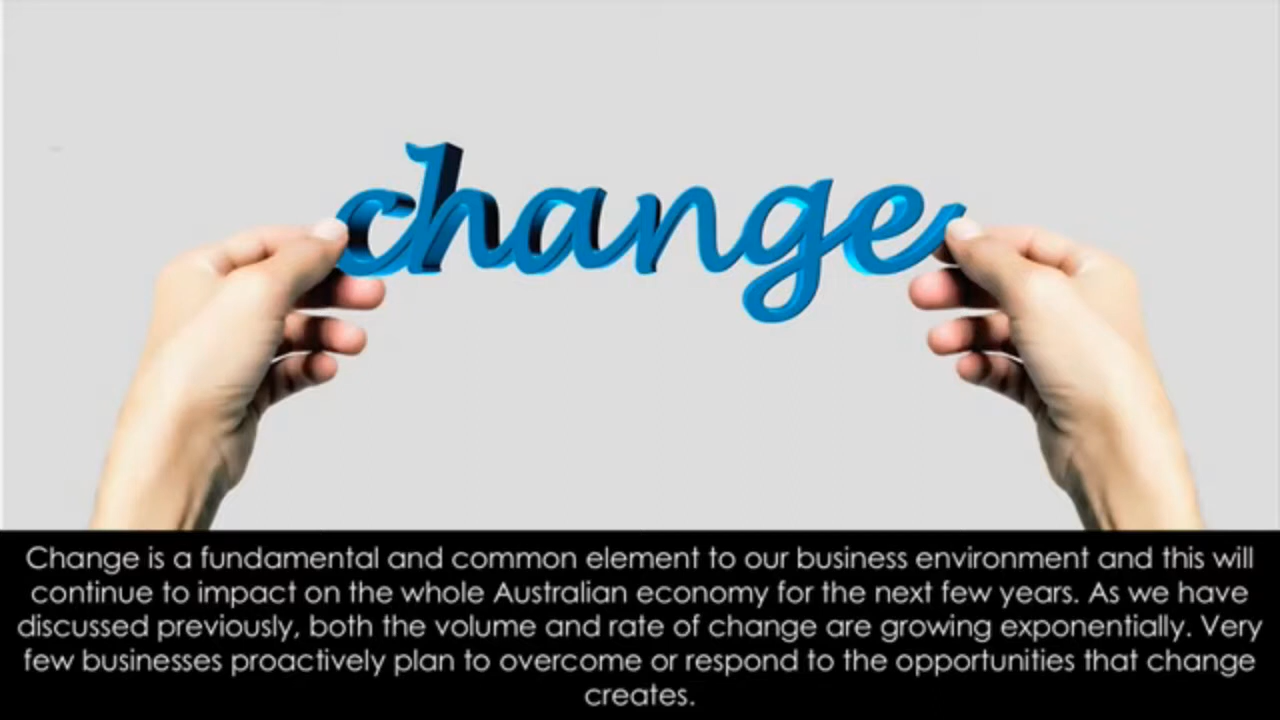 change
Change is a fundamental and common element to our business environment and this will
continue to impact on the whole Australian economy for the next few years. As we have
discussed previously, both the volume and rate of change are growing exponentially. Very
few businesses proactively plan to overcome or respond to the opportunities that change
creates.